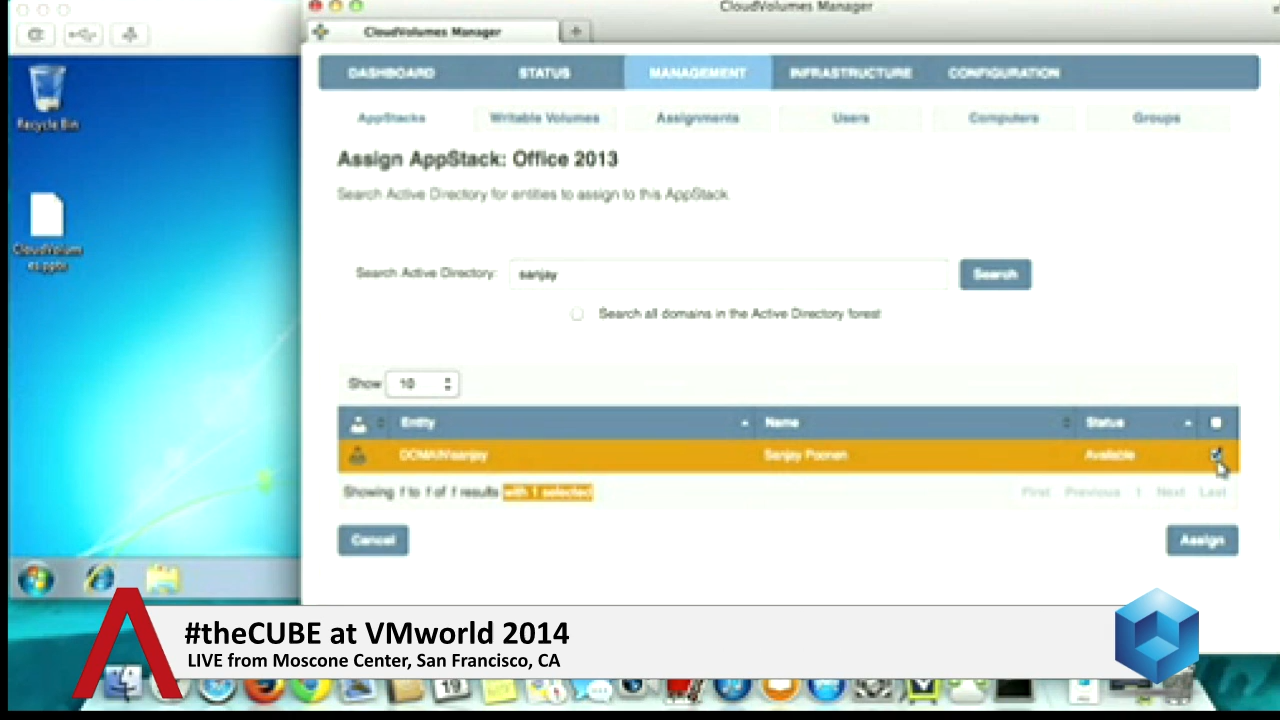 CloudVolumes Manager
CloudVolumes Manager
DASHBOARD STATUS MANAGEMENT INFRASTRUCTURE CONFIGURATION
AppStacks Writable Volumes Assignments Users Computers Groups
Recycle Bin
Assign AppStack: Office 2013
Search Active Directory for entities to assign to this AppStack
CloudVolum
es.pptx
Search Active Directory: sanjay Search
Search all domains in the Active Directory forest
Show 10
Entity Name Status
DOMAIN\sanjay Sanjay Poonen Available
Showing 1 to 1 of 1 results with 1 selected First Previous 1 Next Last
Cancel Assign
#theCUBE at VMworld 2014
LIVE from Moscone Center, San Francisco, CA
19